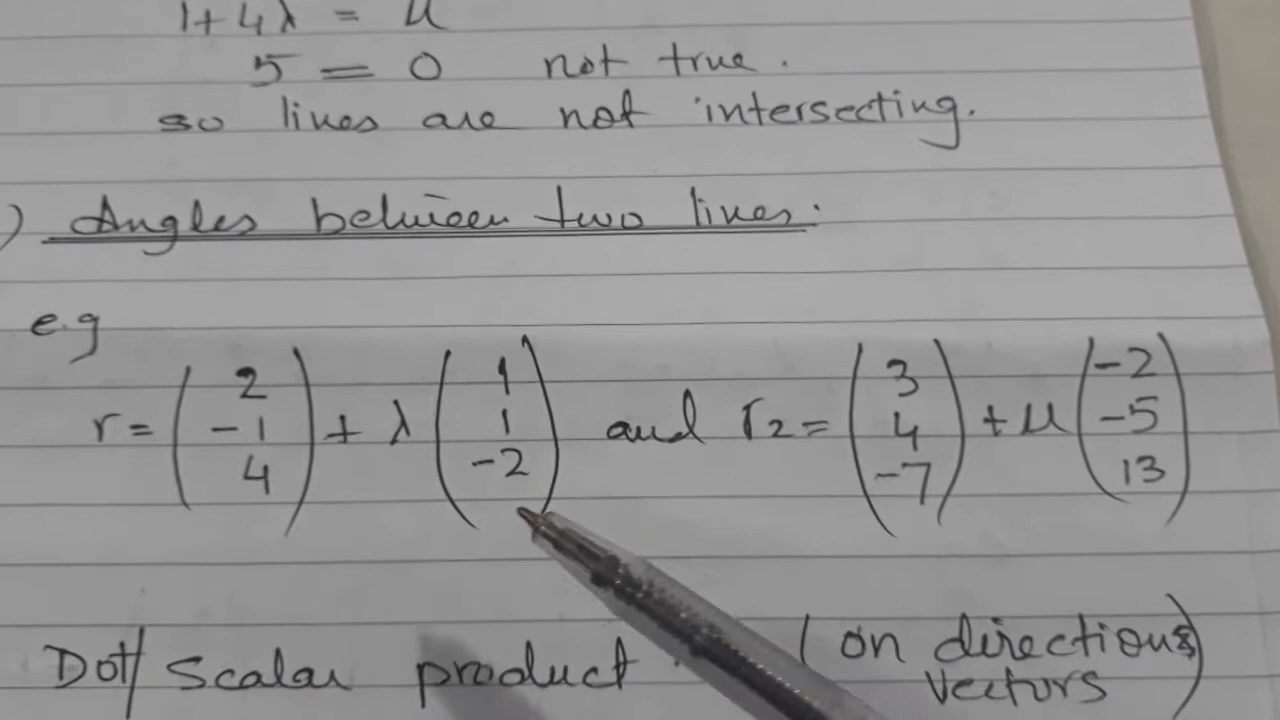 1+4λ = μ
5 = 0 not true.
so lines are not intersecting.
) Angles between two lines.
e.g
r = (2 -1 4) + λ (1 1 -2) and r2 = (3 4 -7) + μ (-2 -5 13)
Dot/ scalar product . (on directions vectors)